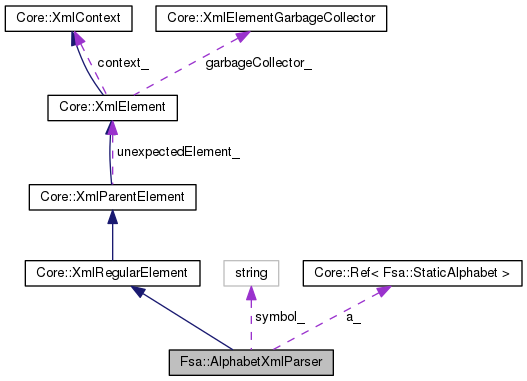 Core::XmlContext
Core::XmlElementGarbageCollector
context_
garbageCollector_
Core::XmlElement
unexpectedElement_
Core::XmlParentElement
Core::XmlRegularElement
string
Core::Ref< Fsa::StaticAlphabet >
symbol_
a_
Fsa::AlphabetXmlParser